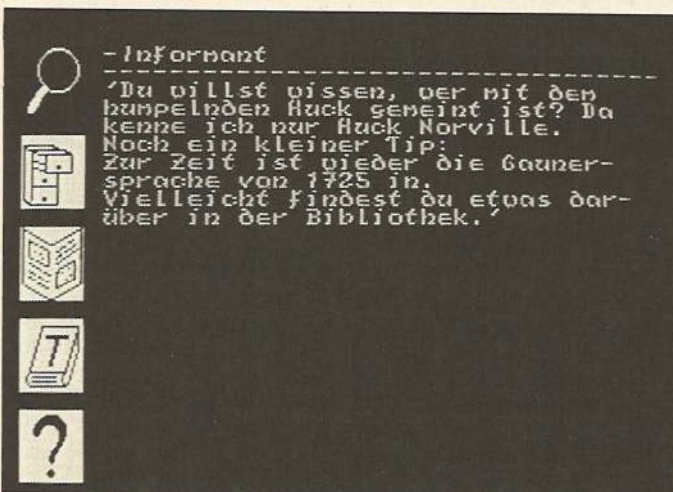 -Informant
'Du willst wissen, wer mit dem
humpelnden Huck gemeint ist? Da
kenne ich nur Huck Norville.
Noch ein kleiner Tip:
Zur Zeit ist wieder die Gauner-
sprache von 1725 in.
Vielleicht findest du etwas dar-
über in der Bibliothek.'
T
?